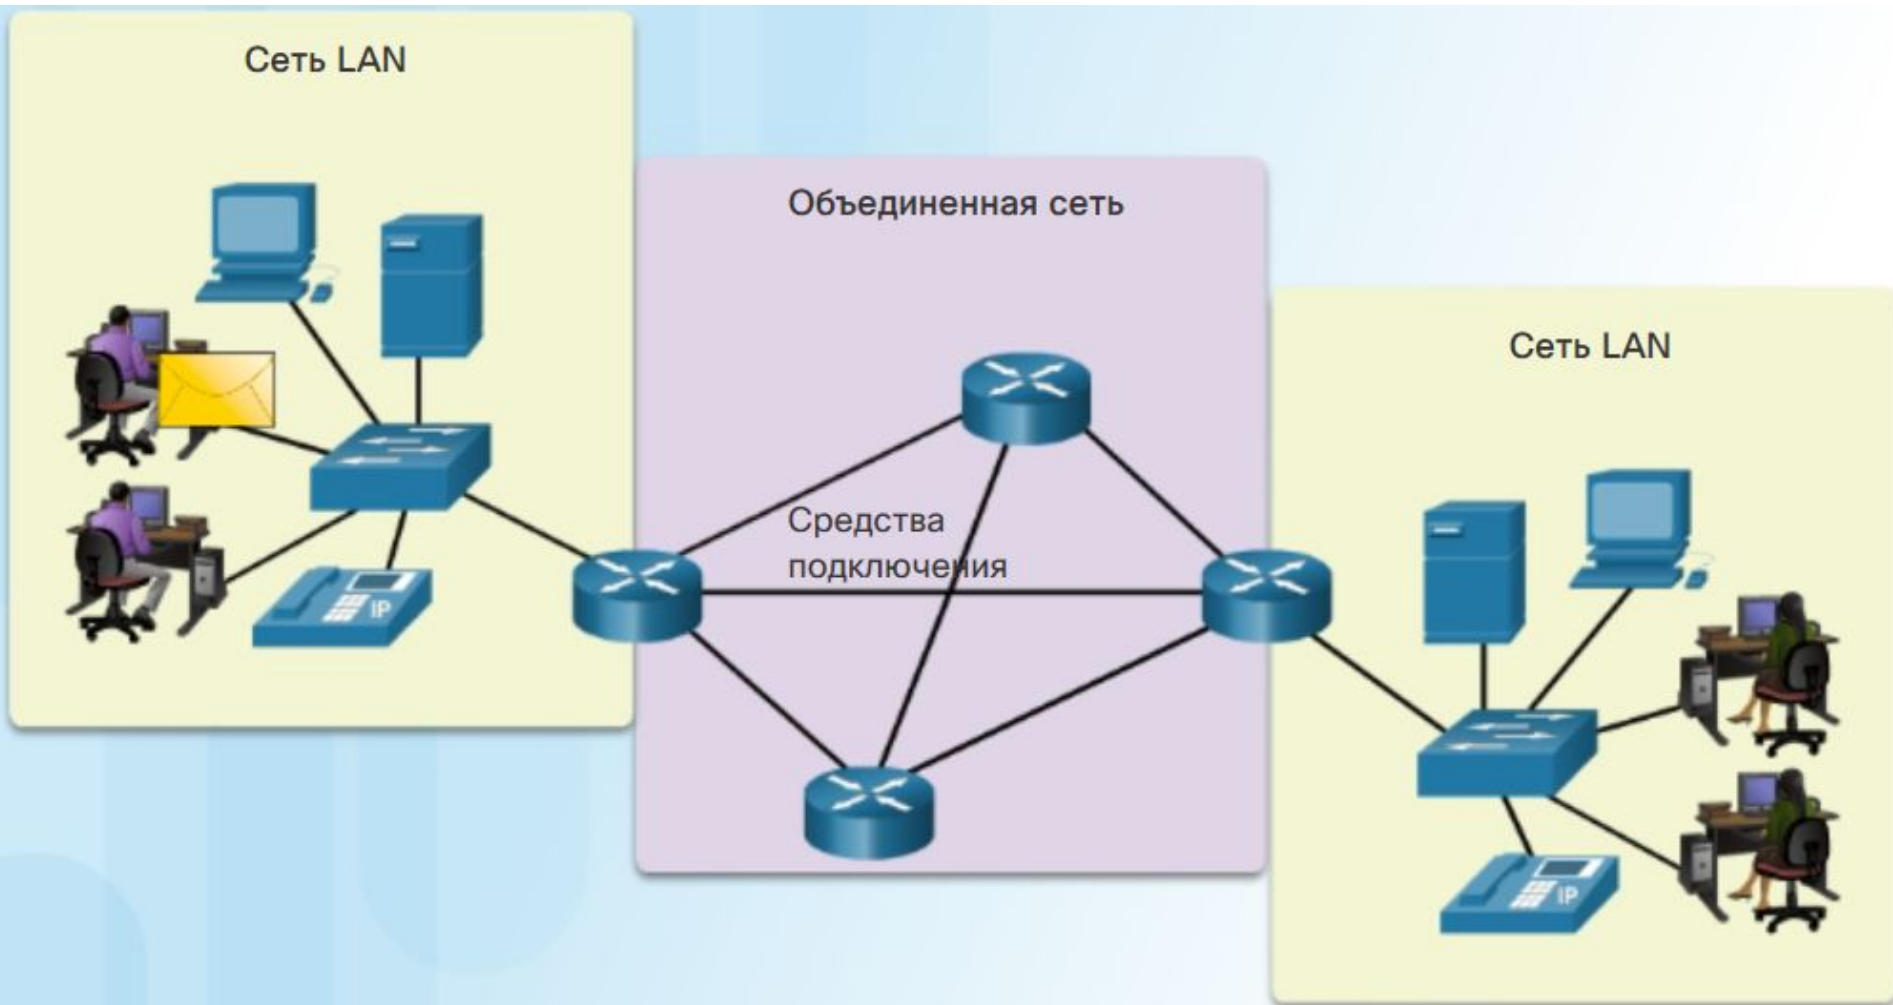 Сеть LAN
Объединенная сеть
Сеть LAN
Средства
подключения
IP
IP